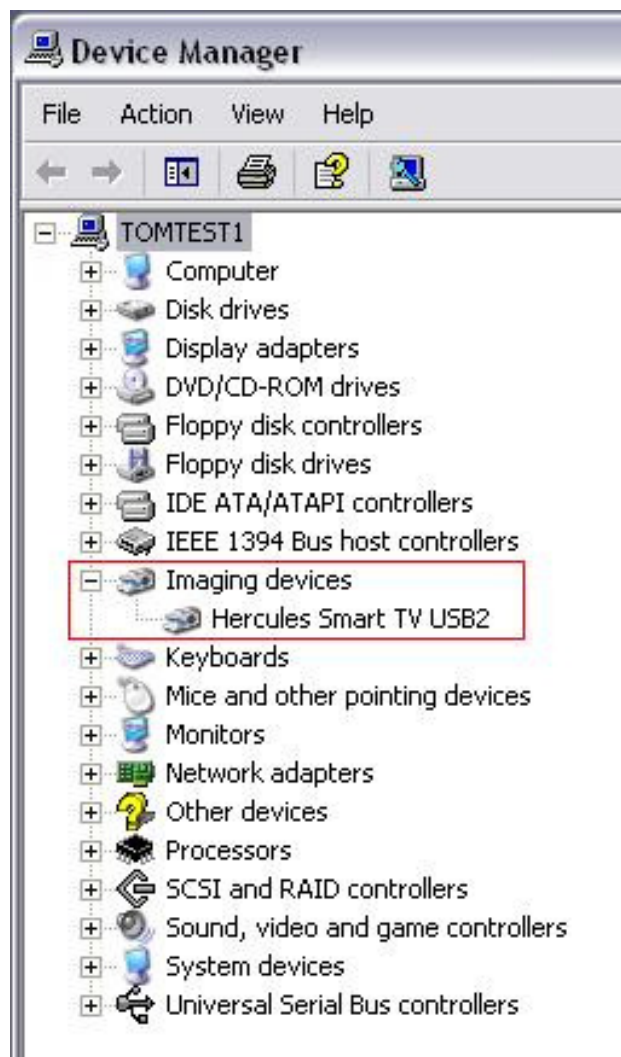 Device Manager
File Action View Help
TOMTEST1
Computer
Disk drives
Display adapters
DVD/CD-ROM drives
Floppy disk controllers
Floppy disk drives
IDE ATA/ATAPI controllers
IEEE 1394 Bus host controllers
Imaging devices
Hercules Smart TV USB2
Keyboards
Mice and other pointing devices
Monitors
Network adapters
Other devices
Processors
SCSI and RAID controllers
Sound, video and game controllers
System devices
Universal Serial Bus controllers